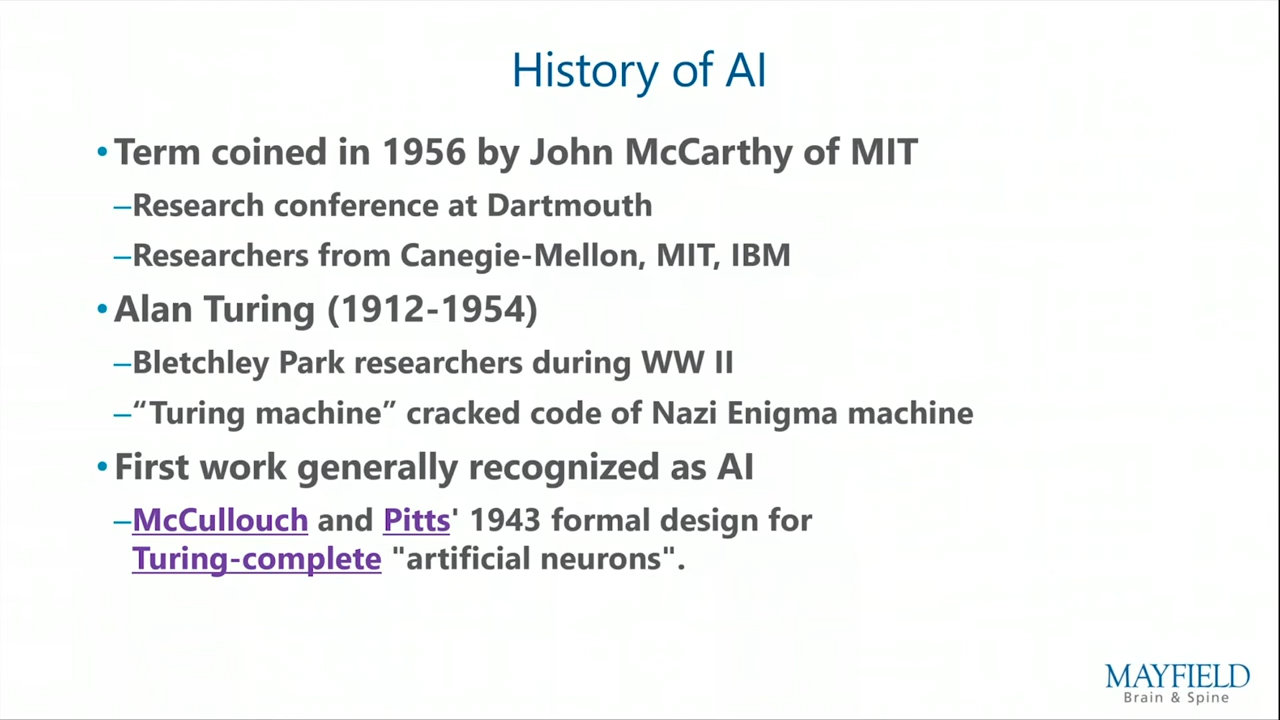 History of AI
•Term coined in 1956 by John McCarthy of MIT
–Research conference at Dartmouth
–Researchers from Canegie-Mellon, MIT, IBM
•Alan Turing (1912-1954)
–Bletchley Park researchers during WW II
–“Turing machine” cracked code of Nazi Enigma machine
•First work generally recognized as AI
–McCullouch and Pitts' 1943 formal design for
Turing-complete "artificial neurons".
MAYFIELD
Brain & Spine